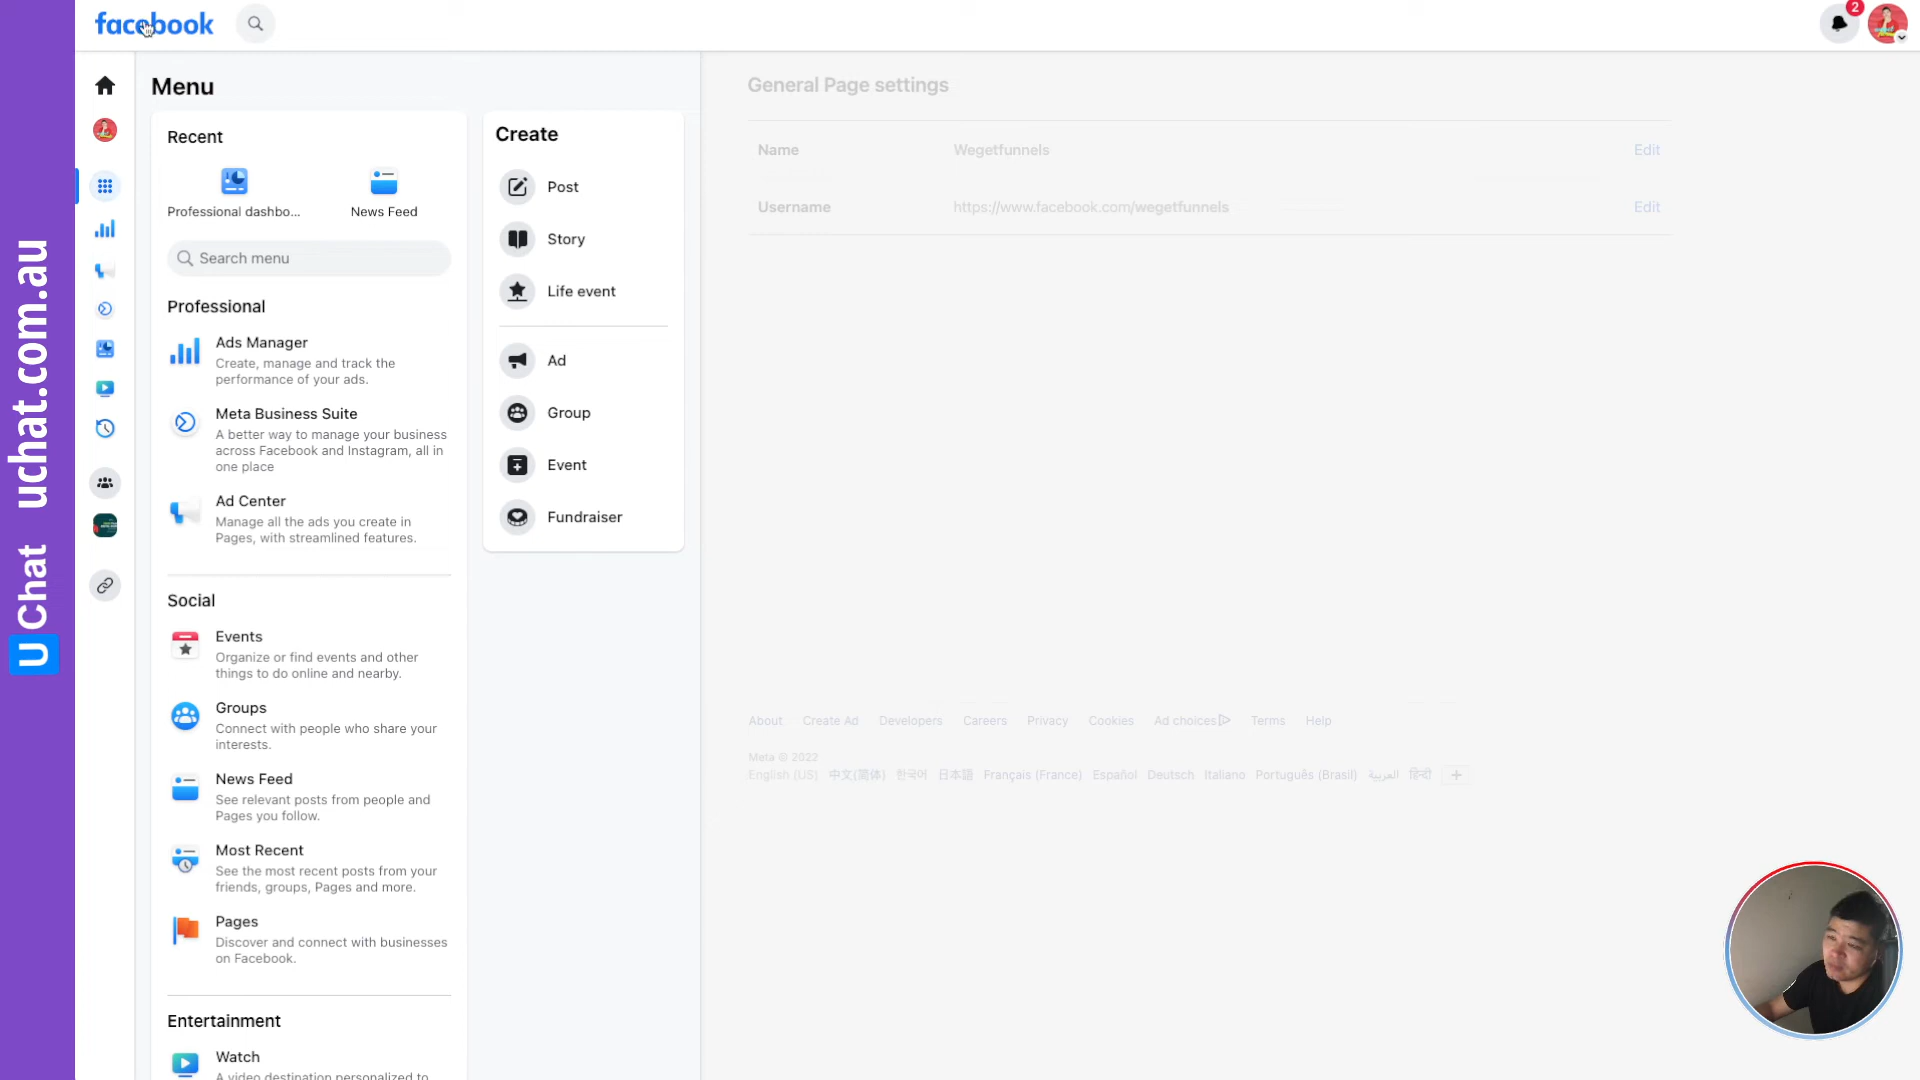 facebook
2
UChat uchat.com.au
Menu
Recent
Professional dashbo...
News Feed
Search menu
Professional
Ads Manager
Create, manage and track the
performance of your ads.
Meta Business Suite
A better way to manage your business
across Facebook and Instagram, all in
one place
Ad Center
Manage all the ads you create in
Pages, with streamlined features.
Social
Events
Organize or find events and other
things to do online and nearby.
Groups
Connect with people who share your
interests.
News Feed
See relevant posts from people and
Pages you follow.
Most Recent
See the most recent posts from your
friends, groups, Pages and more.
Pages
Discover and connect with businesses
on Facebook.
Entertainment
Watch
A video destination personalized to
Create
Post
Story
Life event
Ad
Group
Event
Fundraiser
General Page settings
Name Wegetfunnels Edit
Username https://www.facebook.com/wegetfunnels Edit
About Create Ad Developers Careers Privacy Cookies Ad choices Terms Help
Meta © 2022
English (US) 中文(简体) 한국어 日本語 Français (France) Español Deutsch Italiano Português (Brasil) العربية हिन्दी